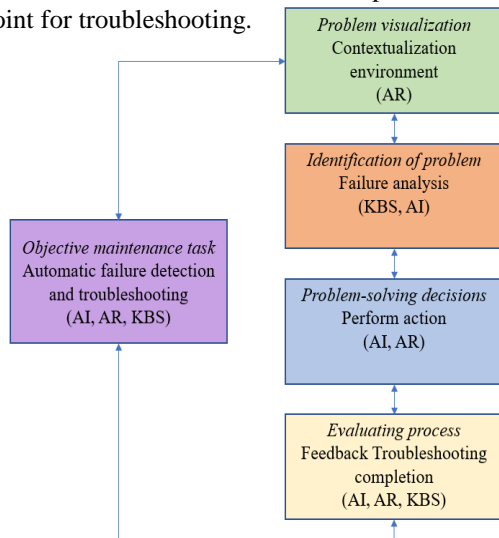 oint for troubleshooting.
Problem visualization
Contextualization
environment
(AR)
Identification of problem
Failure analysis
(KBS, AI)
Objective maintenance task
Automatic failure detection
and troubleshooting
(AI, AR, KBS)
Problem-solving decisions
Perform action
(AI, AR)
Evaluating process
Feedback Troubleshooting
completion
(AI, AR, KBS)